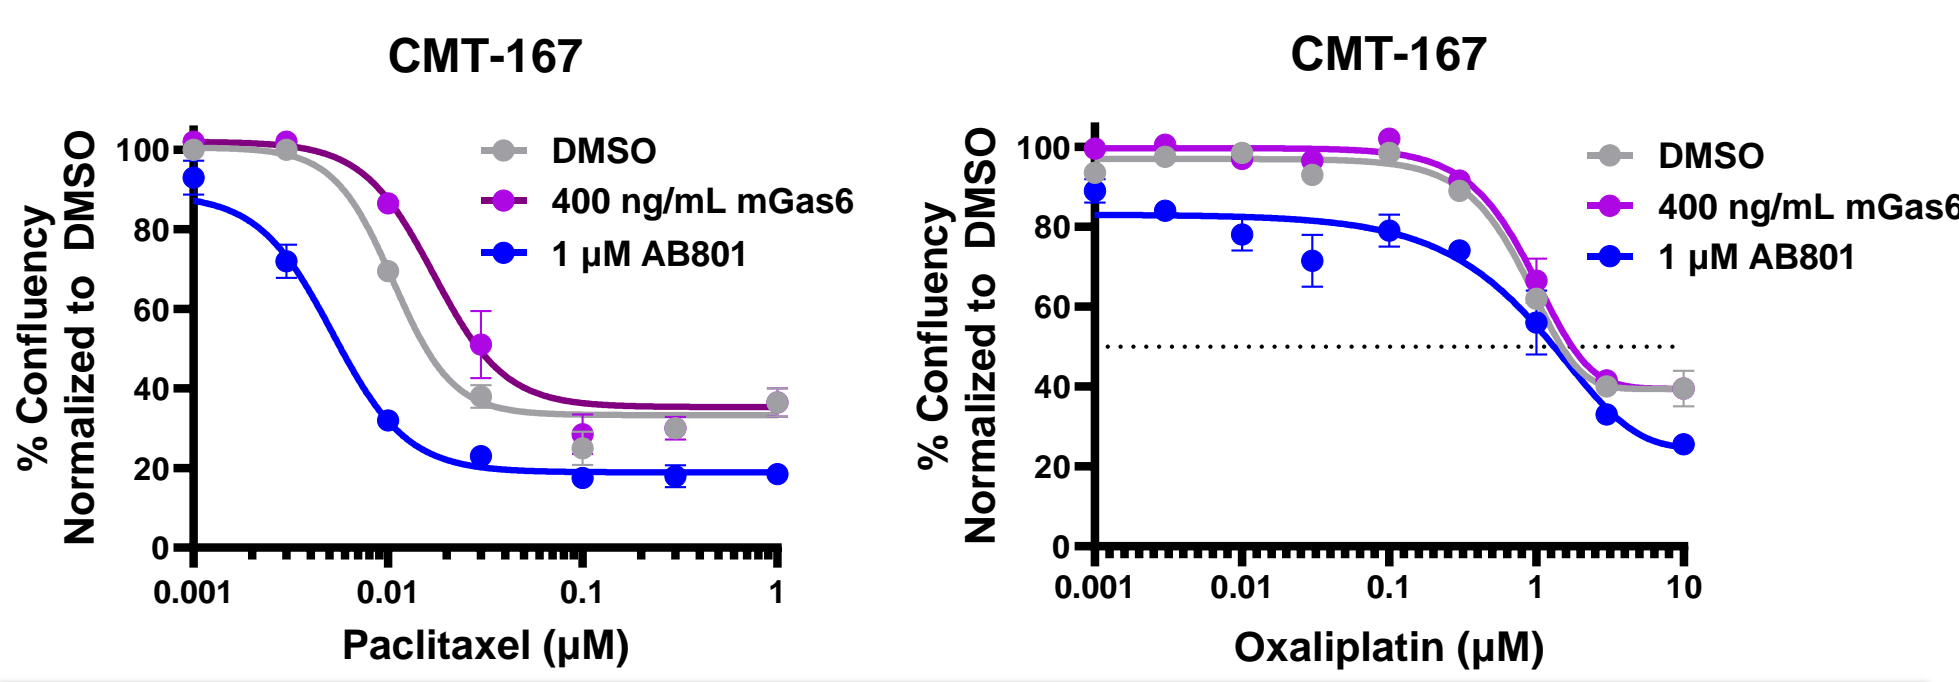 CMT-167
% Confluency
Normalized to DMSO
100
80
60
40
20
0
0.001
0.01
0.1
1
Paclitaxel (µM)
DMSO
400 ng/mL mGas6
1 µM AB801
CMT-167
% Confluency
Normalized to DMSO
100
80
60
40
20
0
0.001
0.01
0.1
1
10
Oxaliplatin (µM)
DMSO
400 ng/mL mGas6
1 µM AB801